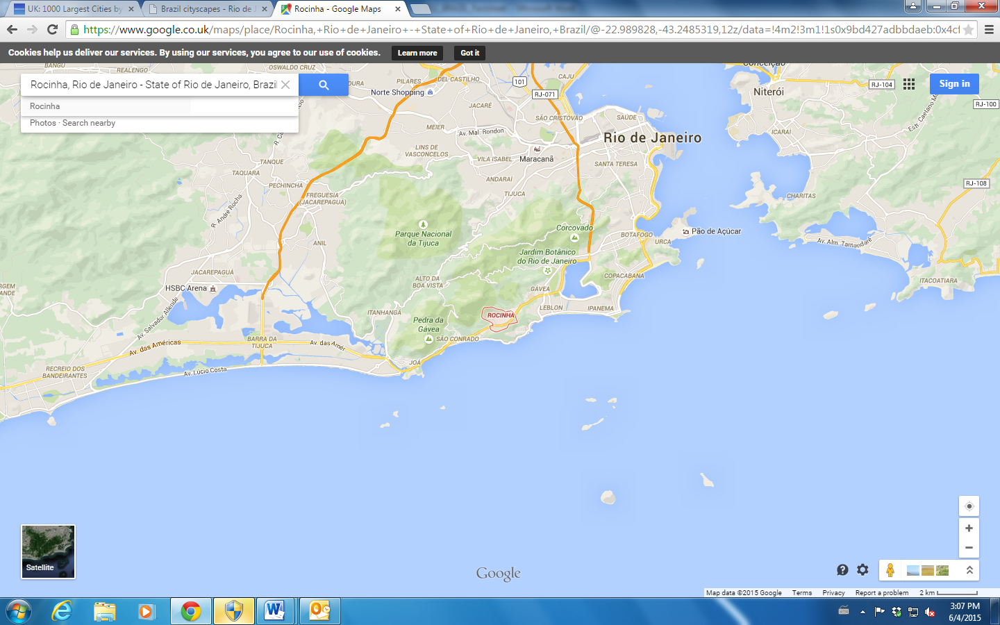 UK: 1000 Largest Cities by
Brazil cityscapes - Rio de J
Rocinha - Google Maps
https://www.google.co.uk/maps/place/Rocinha,+Rio+de+Janeiro+-+State+of+Rio+de+Janeiro,+Brazil/@-22.989828,-43.2485319,12z/data=!4m2!3m1!1s0x9bd427adbbdaeb:0x4cf
Cookies help us deliver our services. By using our services, you agree to our use of cookies.
Learn more
Got it
Rocinha, Rio de Janeiro - State of Rio de Janeiro, Brazil
Rocinha
Photos · Search nearby
Sign in
BANGU
REALENGO
OSWALDO CRUZ
PILARES
DEL CASTILHO
CAJU
101
RJ-071
Conceição
RJ-104
Niterói
RJ-100
Norte Shopping
JACARÉ
SÃO CRISTOVÃO
SAÚDE
MEIER
Av. Mal. Rondon
ICARAÍ
Estr. Caetano Mo
Rio de Janeiro
LINS DE
VASCONCELOS
VILA ISABEL
Maracanã
SANTA TERESA
TANQUE
TAQUARA
PECHINCHA
ANDARAÍ
TIJUCA
RJ-108
FREGUESIA
(JACAREPAGUÁ)
CHARITAS
R. André Rocha
Parque Nacional
da Tijuca
Corcovado
BOTAFOGO
URCA
Pão de Açúcar
Av. Alm. Tamandaré
ANIL
Jardim Botânico
do Rio de Janeiro
JACAREPAGUÁ
ALTO DA
BOA VISTA
COPACABANA
ITACOATIARA
HSBC Arena
GÁVEA
LEBLON
IPANEMA
ARGEM
ANDE
Av. Salvador Allende
ITANHANGÁ
ROCINHA
Pedra da
Gávea
SÃO CONRADO
BARRA DA
TIJUCA
Av. das Américas
Av. das Amér
JOÁ
RECREIO DOS
BANDEIRANTES
Av. Lúcio Costa
Satellite
Google
Map data ©2015 Google
Terms
Privacy
Report a problem
2 km
3:07 PM
6/4/2015